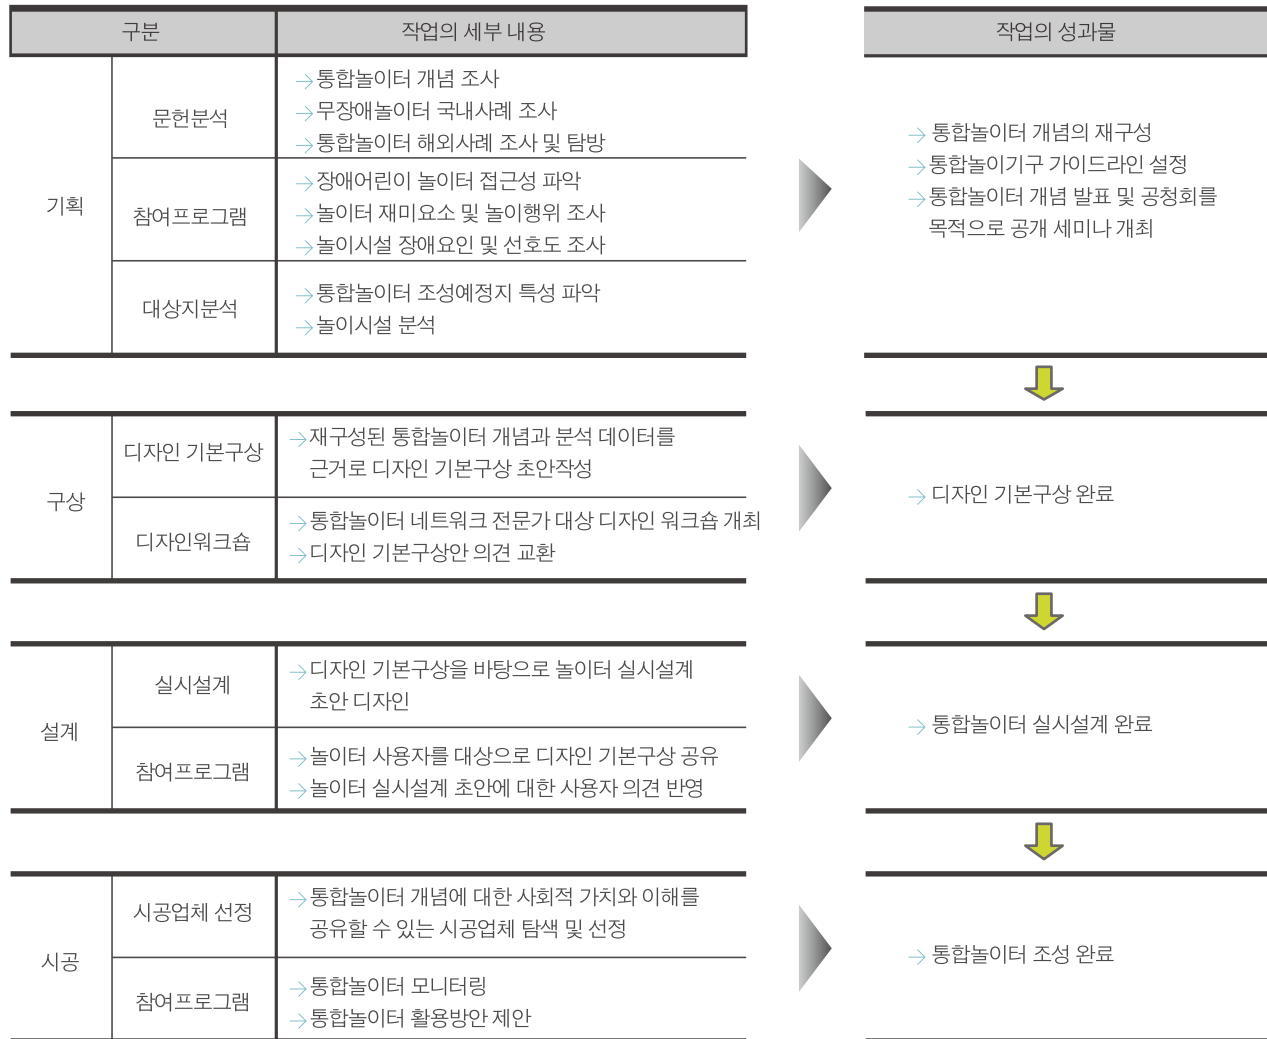 구분
작업의 세부 내용
작업의 성과물
기획
문헌분석
→통합놀이터 개념 조사
→무장애놀이터 국내사례 조사
→통합놀이터 해외사례 조사 및 탐방
참여프로그램
→장애어린이 놀이터 접근성 파악
→놀이터 재미요소 및 놀이행위 조사
→놀이시설 장애요인 및 선호도 조사
대상지분석
→통합놀이터 조성예정지 특성 파악
→놀이시설 분석
→ 통합놀이터 개념의 재구성
→통합놀이기구 가이드라인 설정
→통합놀이터 개념 발표 및 공청회를
목적으로 공개 세미나 개최
구상
디자인 기본구상
→재구성된 통합놀이터 개념과 분석 데이터를
근거로 디자인 기본구상 초안작성
디자인워크숍
→통합놀이터 네트워크 전문가 대상 디자인 워크숍 개최
→디자인 기본구상안 의견 교환
→ 디자인 기본구상 완료
설계
실시설계
→디자인 기본구상을 바탕으로 놀이터 실시설계
초안 디자인
참여프로그램
→놀이터 사용자를 대상으로 디자인 기본구상 공유
→놀이터 실시설계 초안에 대한 사용자 의견 반영
→ 통합놀이터 실시설계 완료
시공
시공업체 선정
→통합놀이터 개념에 대한 사회적 가치와 이해를
공유할 수 있는 시공업체 탐색 및 선정
참여프로그램
→통합놀이터 모니터링
→통합놀이터 활용방안 제안
→ 통합놀이터 조성 완료